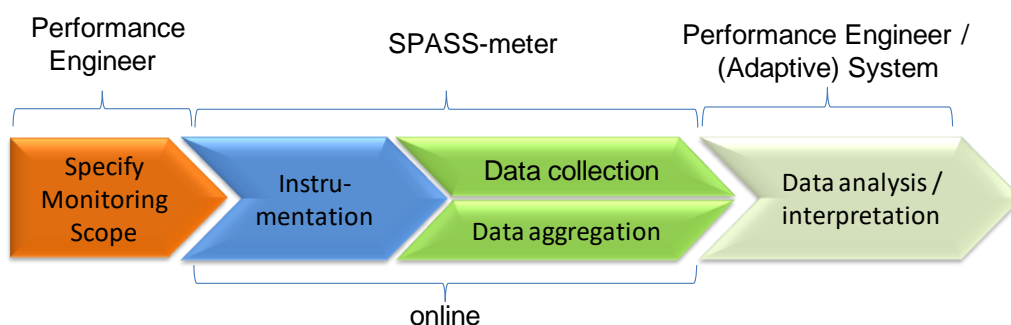 Performance
Engineer
SPASS-meter
Performance Engineer /
(Adaptive) System
Specify
Monitoring
Scope
Instru-
mentation
Data collection
Data aggregation
Data analysis /
interpretation
online